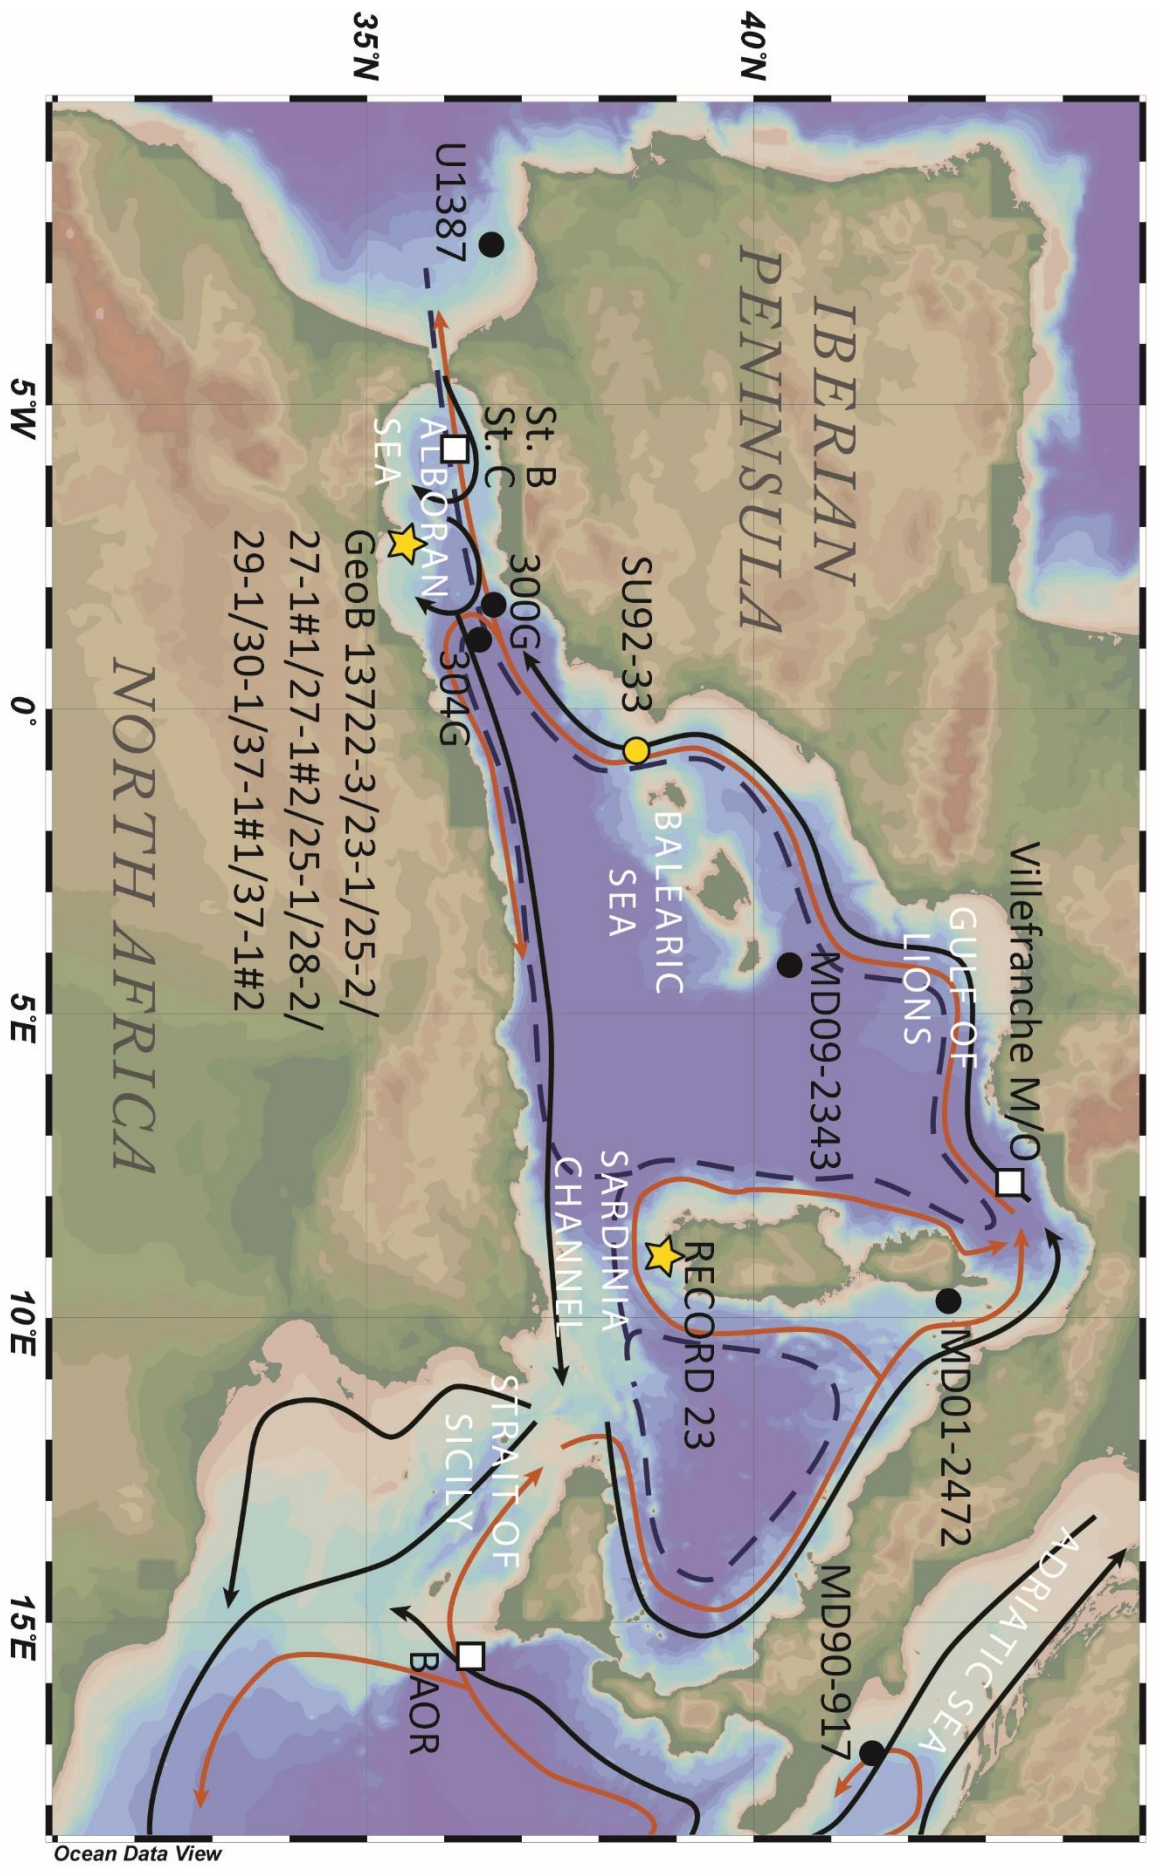 40°N
35°N
5°W
0°
5°E
10°E
15°E
IBERIAN
PENINSULA
NORTH AFRICA
U1387
St. B
St. C
ALBORAN
SEA
300G
304G
GeoB 13722-3/23-1/25-2/
27-1#1/27-1#2/25-1/28-2/
29-1/30-1/37-1#1/37-1#2
SU92-33
BALEARIC
SEA
MD09-2343
GULF OF
LIONS
Villefranche M/O
SARDINIA
CHANNEL
RECORD 23
MD01-2472
STRAIT OF
SICILY
BAOR
MD90-917
ADRIATIC SEA
Ocean Data View